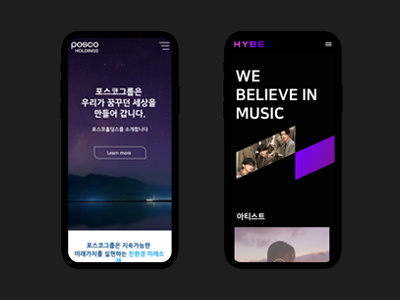 posco
HOLDINGS
포스코그룹은
우리가 꿈꾸던 세상을
만들어 갑니다.
포스코홀딩스를 소개합니다
Learn more
포스코그룹은 지속가능한
미래가치를 실현하는 친환경 미래소
재
HYBE
WE
BELIEVE IN
MUSIC
아티스트